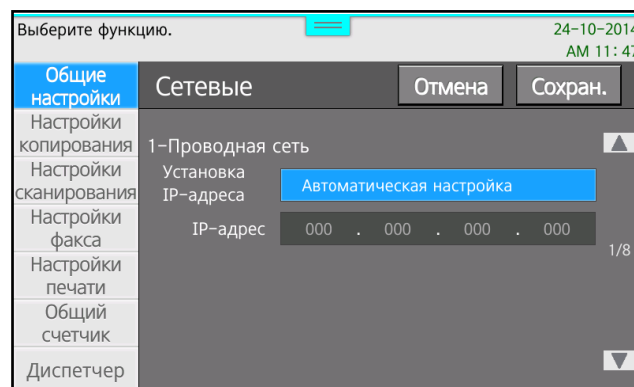 Выберите функцию.
24-10-2014
AM 11:47
Общие
настройки
Настройки
копирования
Настройки
сканирования
Настройки
факса
Настройки
печати
Общий
счетчик
Диспетчер
Сетевые
Отмена
Сохран.
1-Проводная сеть
Установка
IP-адреса
Автоматическая настройка
IP-адрес
000 . 000 . 000 . 000
1/8